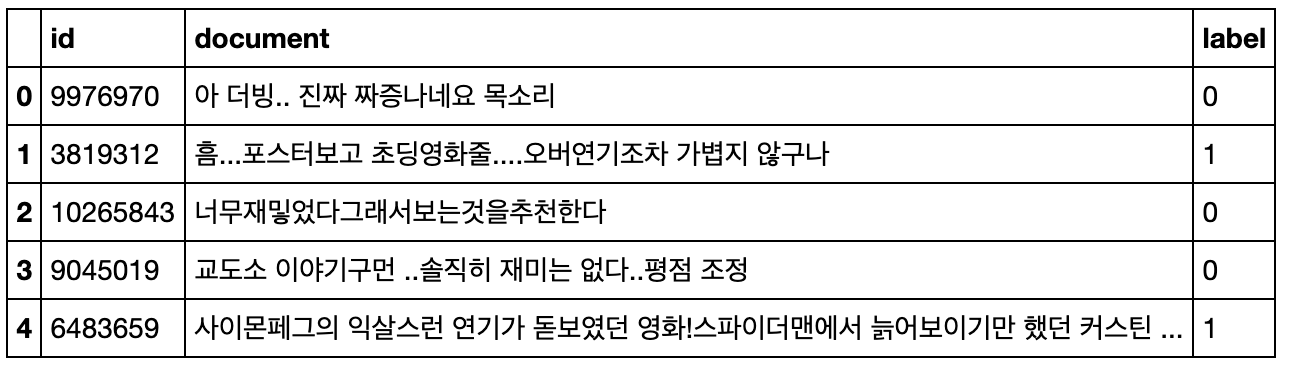 id document label
0 9976970 아 더빙.. 진짜 짜증나네요 목소리 0
1 3819312 흠...포스터보고 초딩영화줄....오버연기조차 가볍지 않구나 1
2 10265843 너무재밓었다그래서보는것을추천한다 0
3 9045019 교도소 이야기구먼 ..솔직히 재미는 없다..평점 조정 0
4 6483659 사이몬페그의 익살스런 연기가 돋보였던 영화!스파이더맨에서 늙어보이기만 했던 커스틴 ... 1